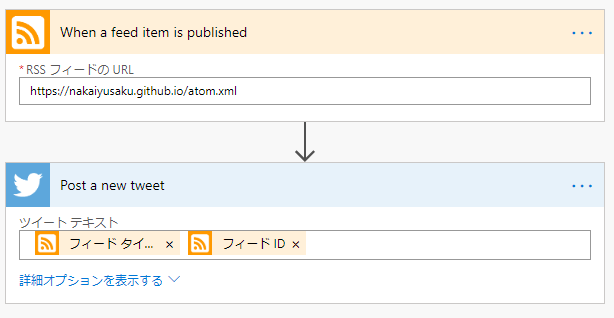 When a feed item is published
* RSS フィードの URL
https://nakaiyusaku.github.io/atom.xml
Post a new tweet
ツイート テキスト
フィード タイ... × フィード ID ×
詳細オプションを表示する